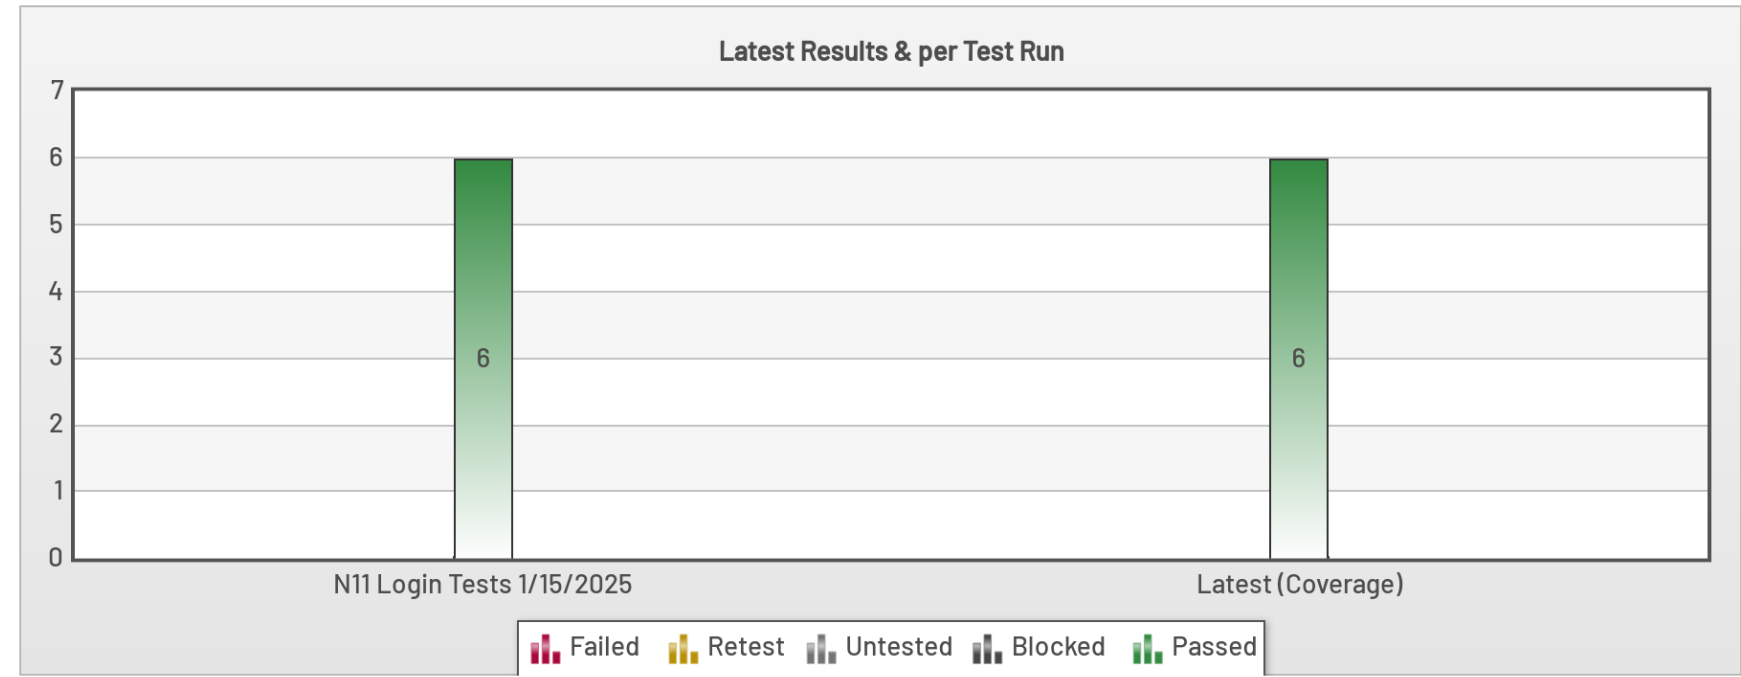 Latest Results & per Test Run
7
6
5
4
3
2
1
0
6
6
N11 Login Tests 1/15/2025
Latest (Coverage)
Failed Retest Untested Blocked Passed